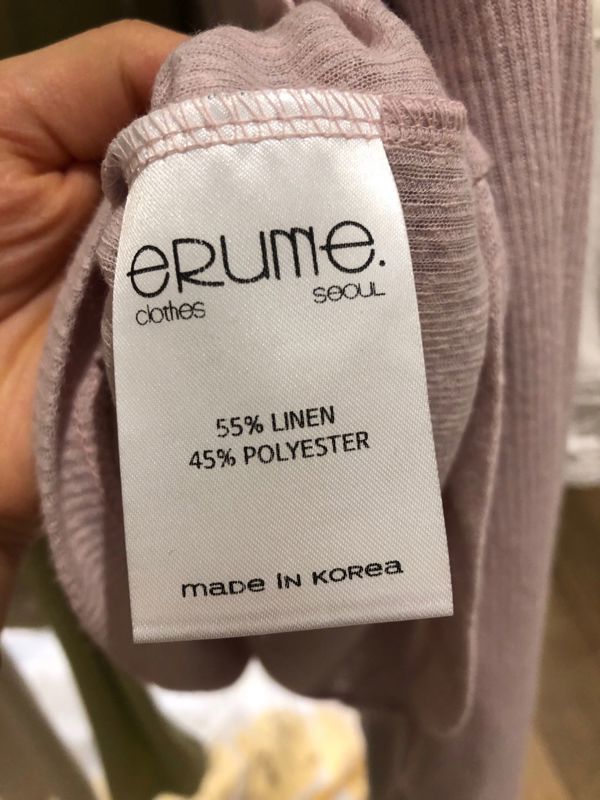 eRUMe.
clothes SEOUL
55% LINEN
45% POLYESTER
maDe IN KORea